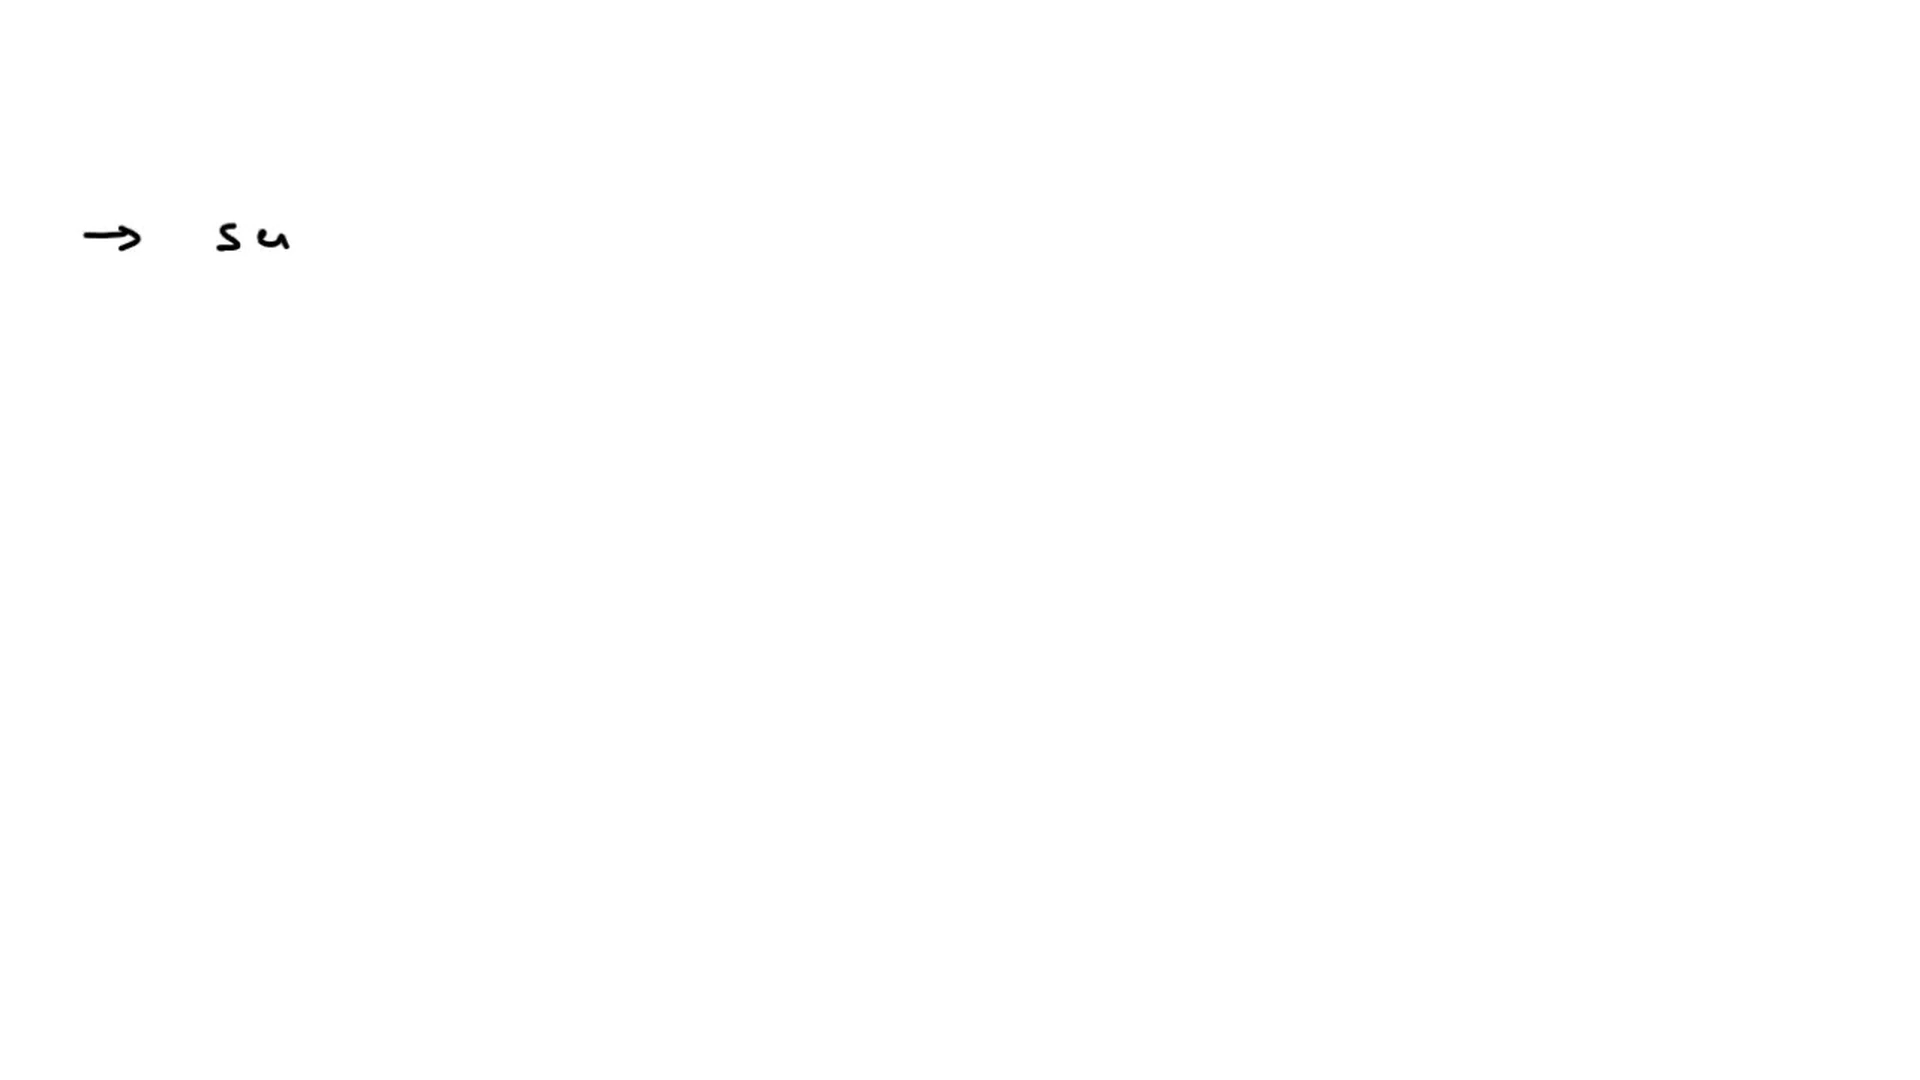 → su